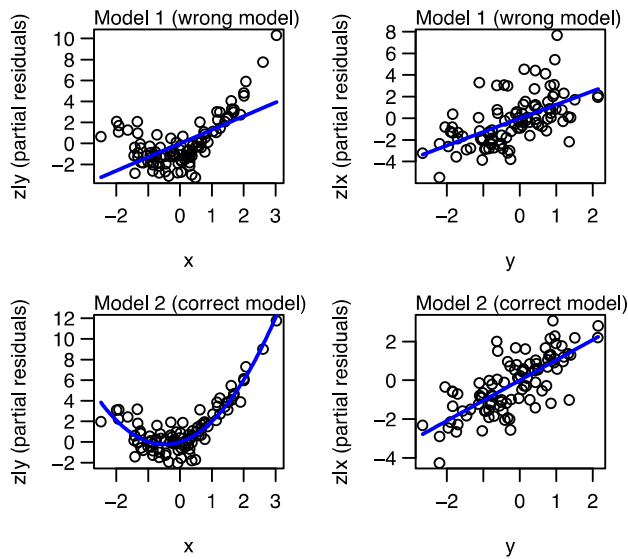 Model 1 (wrong model)
zly (partial residuals)
10
8
6
4
2
0
−2
−2 0 1 2 3
x
Model 1 (wrong model)
zlx (partial residuals)
8
6
4
2
0
−2
−4
−2 0 1 2
y
Model 2 (correct model)
zly (partial residuals)
12
10
8
6
4
2
0
−2
−2 0 1 2 3
x
Model 2 (correct model)
zlx (partial residuals)
2
0
−2
−4
−2 0 1 2
y